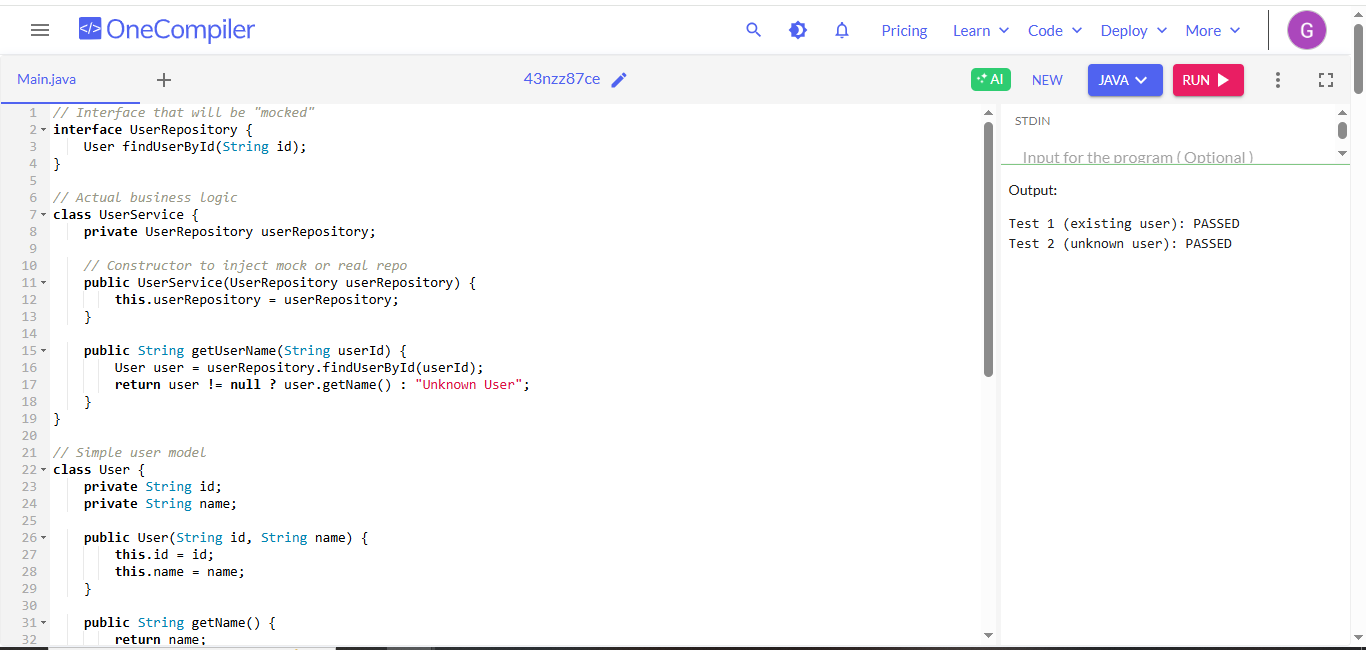 </> OneCompiler
Pricing Learn Code Deploy More G
Main.java + 43nzz87ce AI NEW JAVA RUN
1 // Interface that will be "mocked"
2 interface UserRepository {
3 User findUserById(String id);
4 }
5
6 // Actual business logic
7 class UserService {
8 private UserRepository userRepository;
9
10 // Constructor to inject mock or real repo
11 public UserService(UserRepository userRepository) {
12 this.userRepository = userRepository;
13 }
14
15 public String getUserName(String userId) {
16 User user = userRepository.findUserById(userId);
17 return user != null ? user.getName() : "Unknown User";
18 }
19 }
20
21 // Simple user model
22 class User {
23 private String id;
24 private String name;
25
26 public User(String id, String name) {
27 this.id = id;
28 this.name = name;
29 }
30
31 public String getName() {
32 return name;
STDIN
Input for the program ( Optional )
Output:
Test 1 (existing user): PASSED
Test 2 (unknown user): PASSED